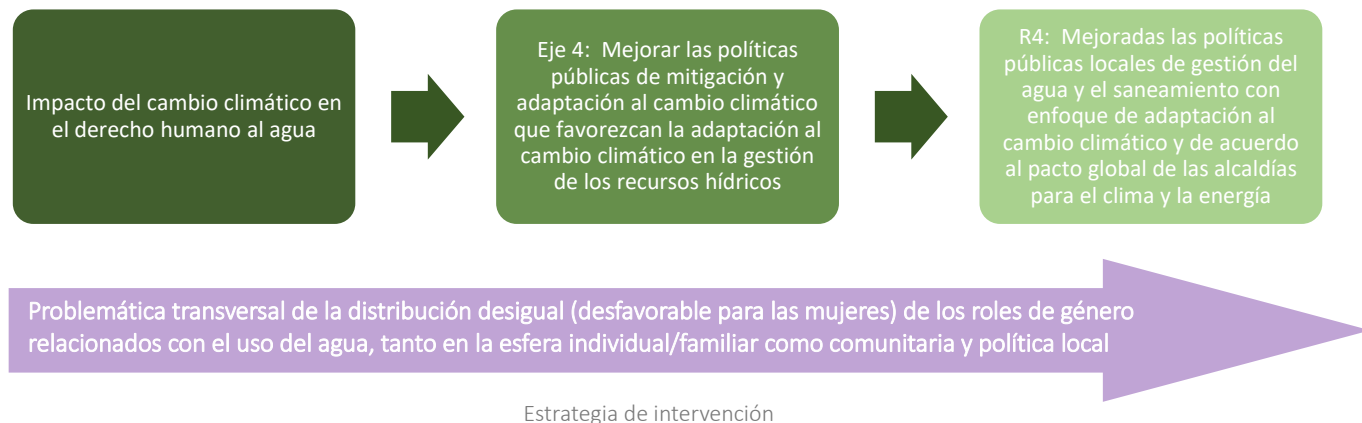 Impacto del cambio climático en
el derecho humano al agua
Eje 4: Mejorar las políticas
públicas de mitigación y
adaptación al cambio climático
que favorezcan la adaptación al
cambio climático en la gestión
de los recursos hídricos
R4: Mejoradas las políticas
públicas locales de gestión del
agua y el saneamiento con
enfoque de adaptación al
cambio climático y de acuerdo
al pacto global de las alcaldías
para el clima y la energía
Problemática transversal de la distribución desigual (desfavorable para las mujeres) de los roles de género
relacionados con el uso del agua, tanto en la esfera individual/familiar como comunitaria y política local
Estrategia de intervención